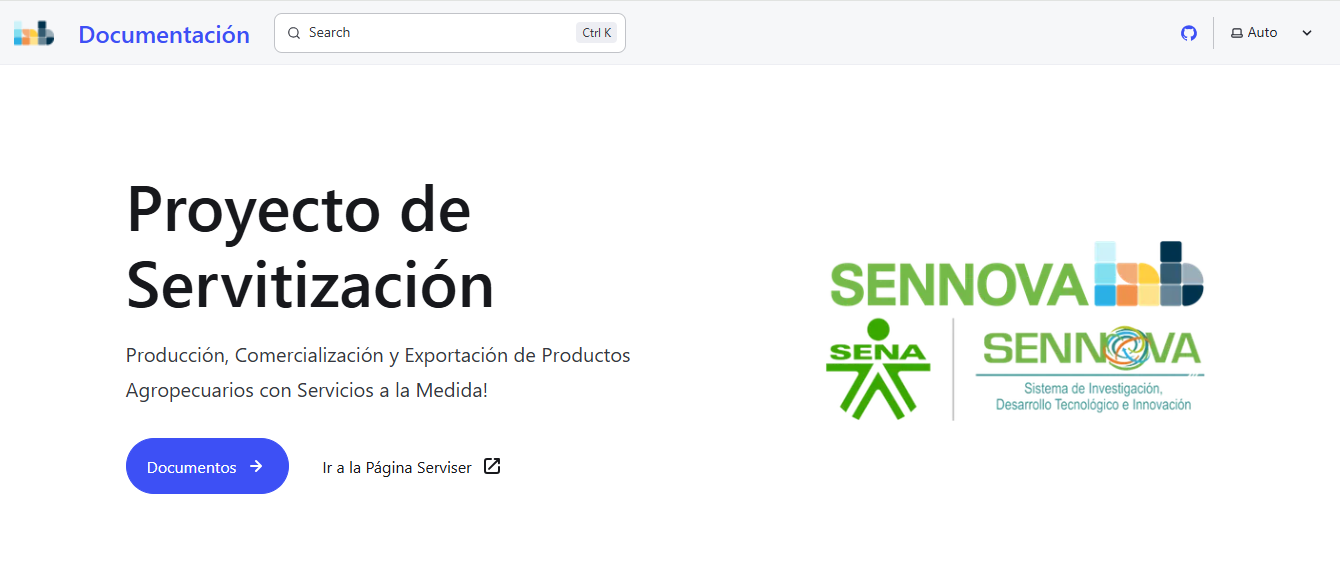 Documentación
Search
Ctrl K
Auto
Proyecto de
Servitización
Producción, Comercialización y Exportación de Productos
Agropecuarios con Servicios a la Medida!
Documentos
Ir a la Página Serviser
SENNOVA
SENA
SENNOVA
Sistema de Investigación,
Desarrollo Tecnológico e Innovación